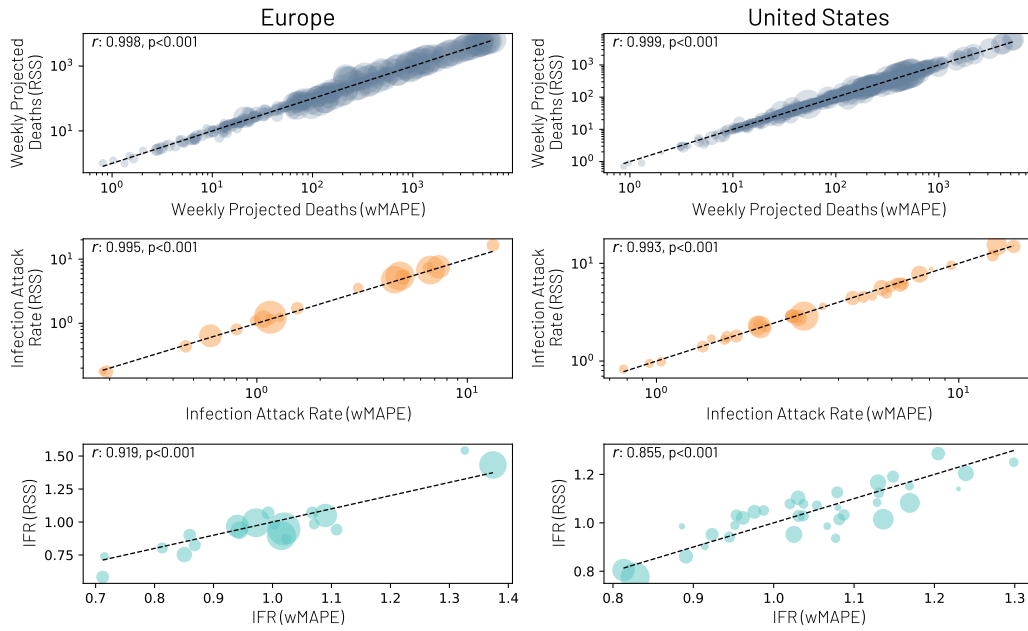 Europe
United States
r: 0.998, p<0.001
Weekly Projected
Deaths (RSS)
10³
10¹
10⁰
10¹
10²
10³
Weekly Projected Deaths (wMAPE)
r: 0.999, p<0.001
Weekly Projected
Deaths (RSS)
10³
10²
10¹
10⁰
10⁰
10¹
10²
10³
Weekly Projected Deaths (wMAPE)
r: 0.995, p<0.001
Infection Attack
Rate (RSS)
10¹
10⁰
10⁰
10¹
Infection Attack Rate (wMAPE)
r: 0.993, p<0.001
Infection Attack
Rate (RSS)
10¹
10⁰
10⁰
10¹
Infection Attack Rate (wMAPE)
r: 0.919, p<0.001
IFR (RSS)
1.50
1.25
1.00
0.75
0.7
0.8
0.9
1.0
1.1
1.2
1.3
1.4
IFR (wMAPE)
r: 0.855, p<0.001
IFR (RSS)
1.2
1.0
0.8
0.8
0.9
1.0
1.1
1.2
1.3
IFR (wMAPE)